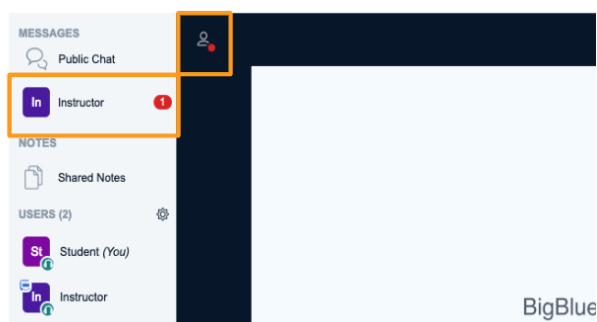 MESSAGES
Public Chat
In Instructor 1
NOTES
Shared Notes
USERS (2)
St Student (You)
In Instructor
BigBlue